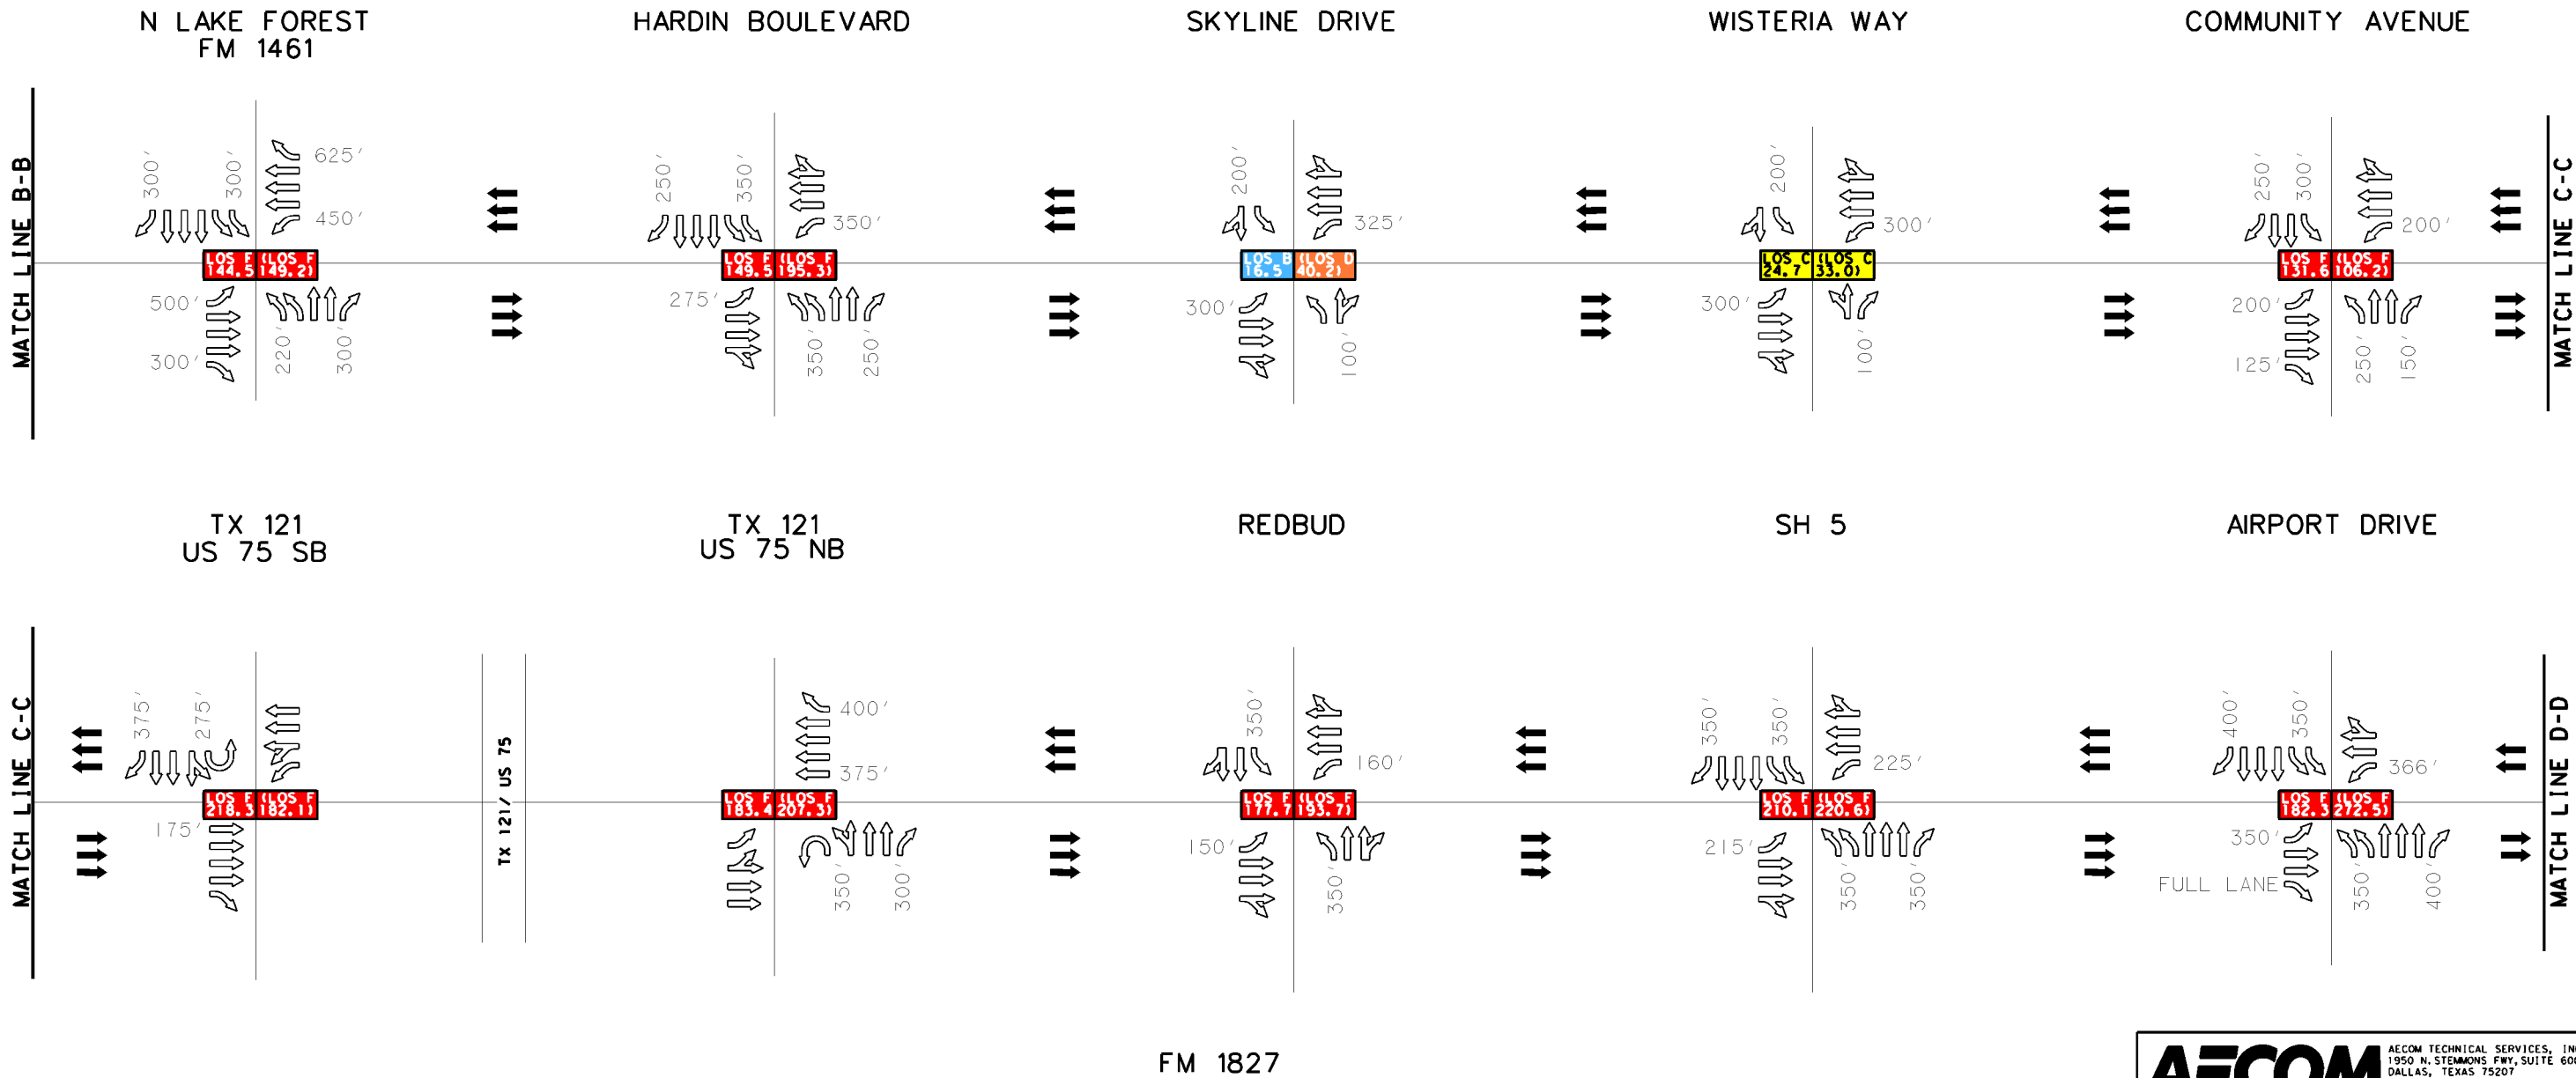 N LAKE FOREST
FM 1461
HARDIN BOULEVARD
SKYLINE DRIVE
WISTERIA WAY
COMMUNITY AVENUE
MATCH LINE B-B
300'
300'
625'
450'
LOS F
144.5
(LOS F
149.2)
500'
300'
220'
300'
250'
350'
350'
LOS F
149.5
(LOS F
195.3)
275'
350'
250'
200'
325'
LOS B
16.5
(LOS D
40.2)
300'
100'
200'
300'
LOS C
24.7
(LOS C
33.0)
300'
100'
250'
300'
200'
LOS F
131.6
(LOS F
106.2)
200'
125'
250'
150'
MATCH LINE C-C
TX 121
US 75 SB
TX 121
US 75 NB
REDBUD
SH 5
AIRPORT DRIVE
MATCH LINE C-C
375'
275'
LOS F
218.3
(LOS F
182.1)
175'
TX 121/ US 75
400'
375'
LOS F
183.4
(LOS F
207.3)
350'
300'
350'
160'
LOS F
177.7
(LOS F
193.7)
150'
350'
350'
350'
225'
LOS F
210.1
(LOS F
220.6)
215'
350'
350'
400'
350'
366'
LOS F
182.3
(LOS F
272.5)
350'
FULL LANE
350'
400'
MATCH LINE D-D
FM 1827
AECOM
AECOM TECHNICAL SERVICES, INC
1950 N. STEMMONS FWY, SUITE 600
DALLAS, TEXAS 75207